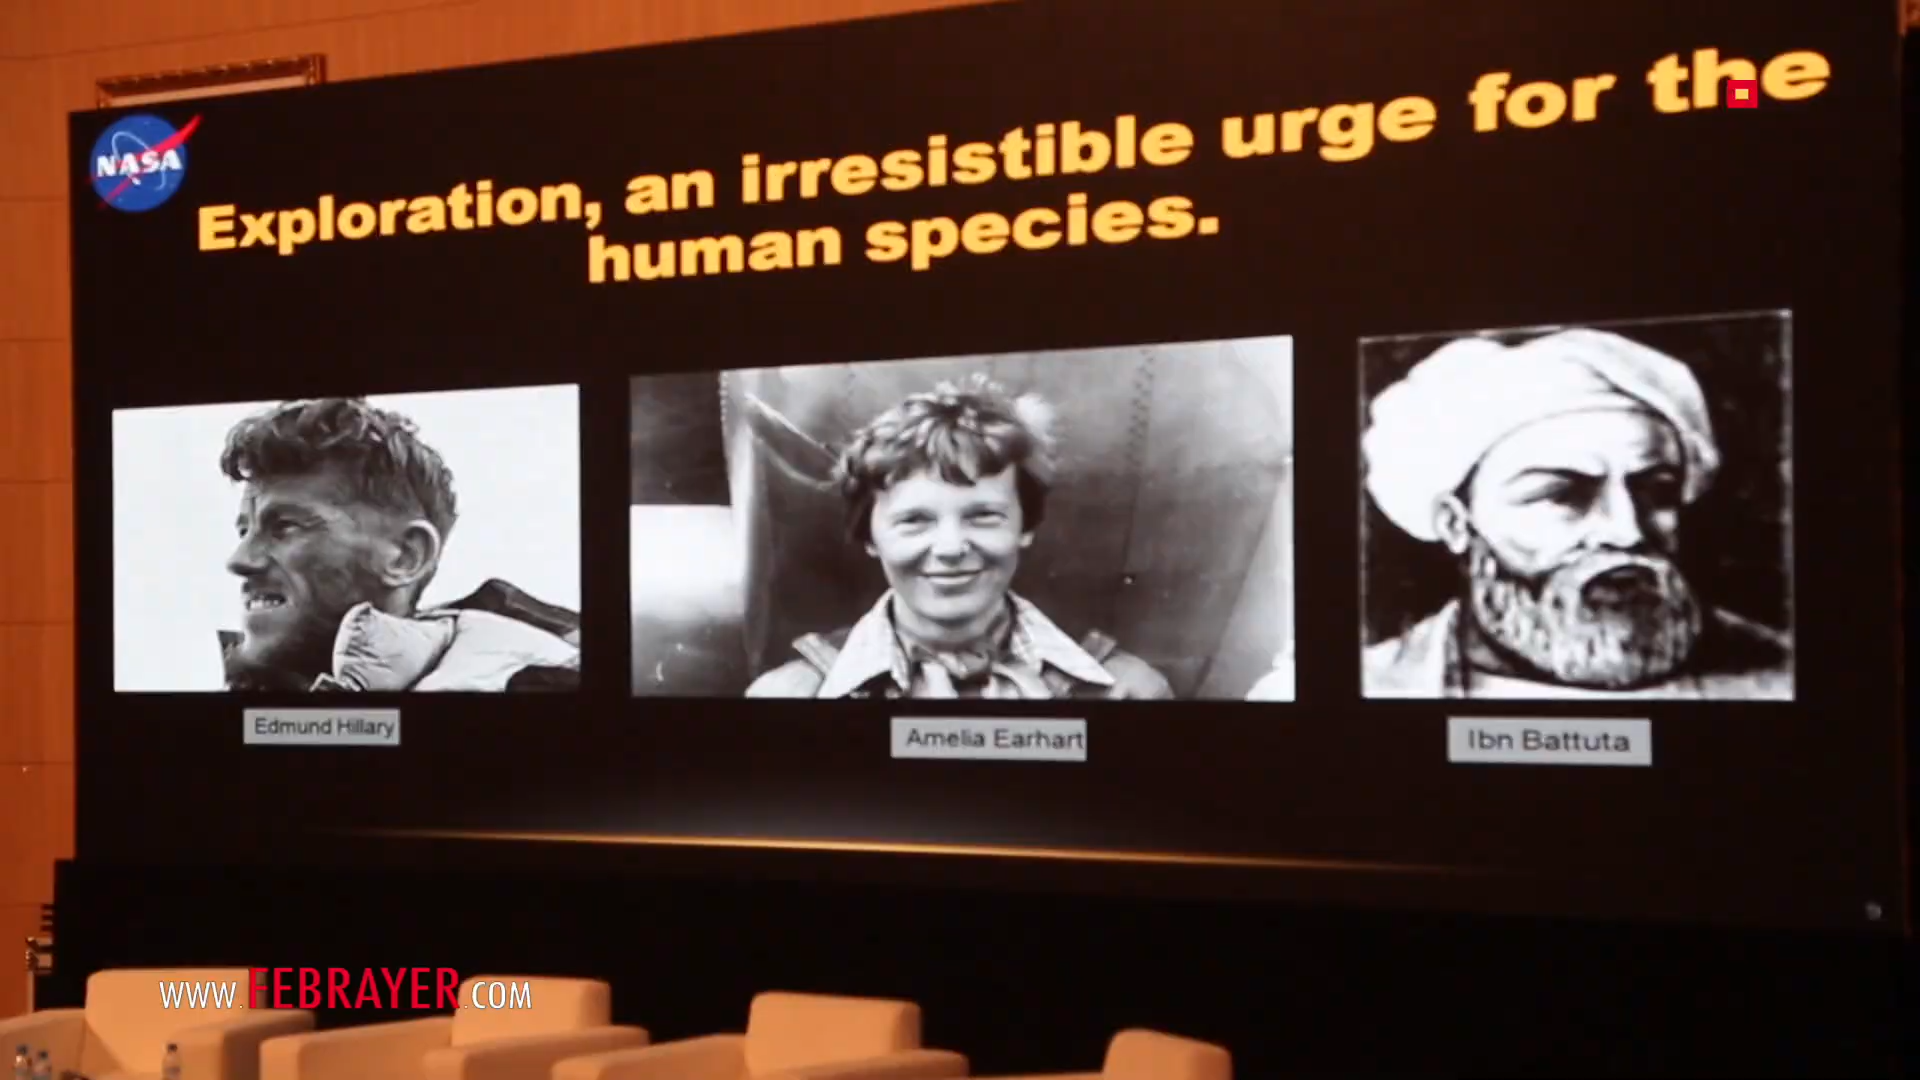 NASA
Exploration, an irresistible urge for the
human species.
Edmund Hillary
Amelia Earhart
Ibn Battuta
WWW.FEBRAYER.COM